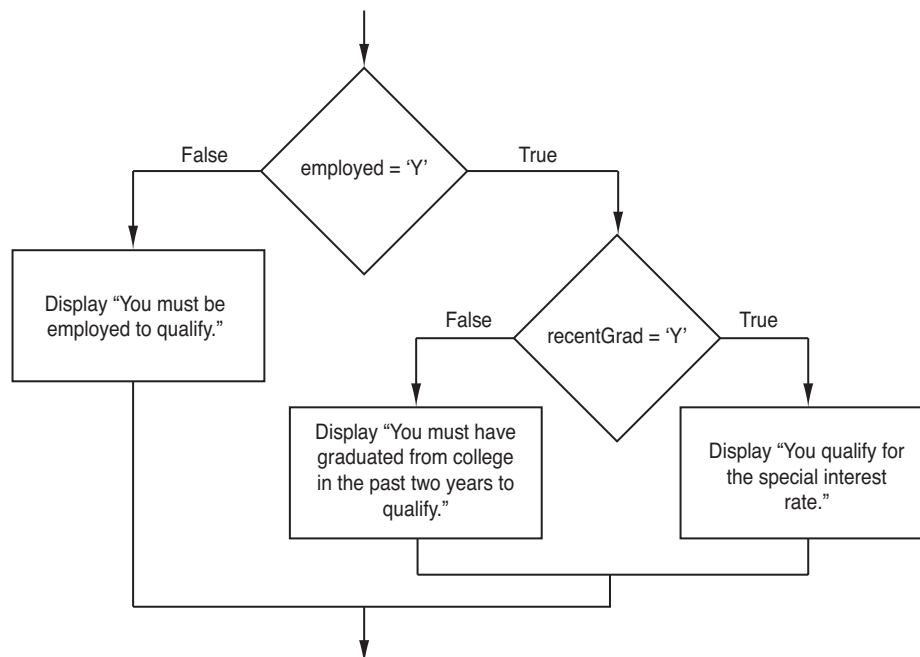 False
employed = ‘Y’
True
Display “You must be
employed to qualify.”
False
recentGrad = ‘Y’
True
Display “You must have
graduated from college
in the past two years to
qualify.”
Display “You qualify for
the special interest
rate.”